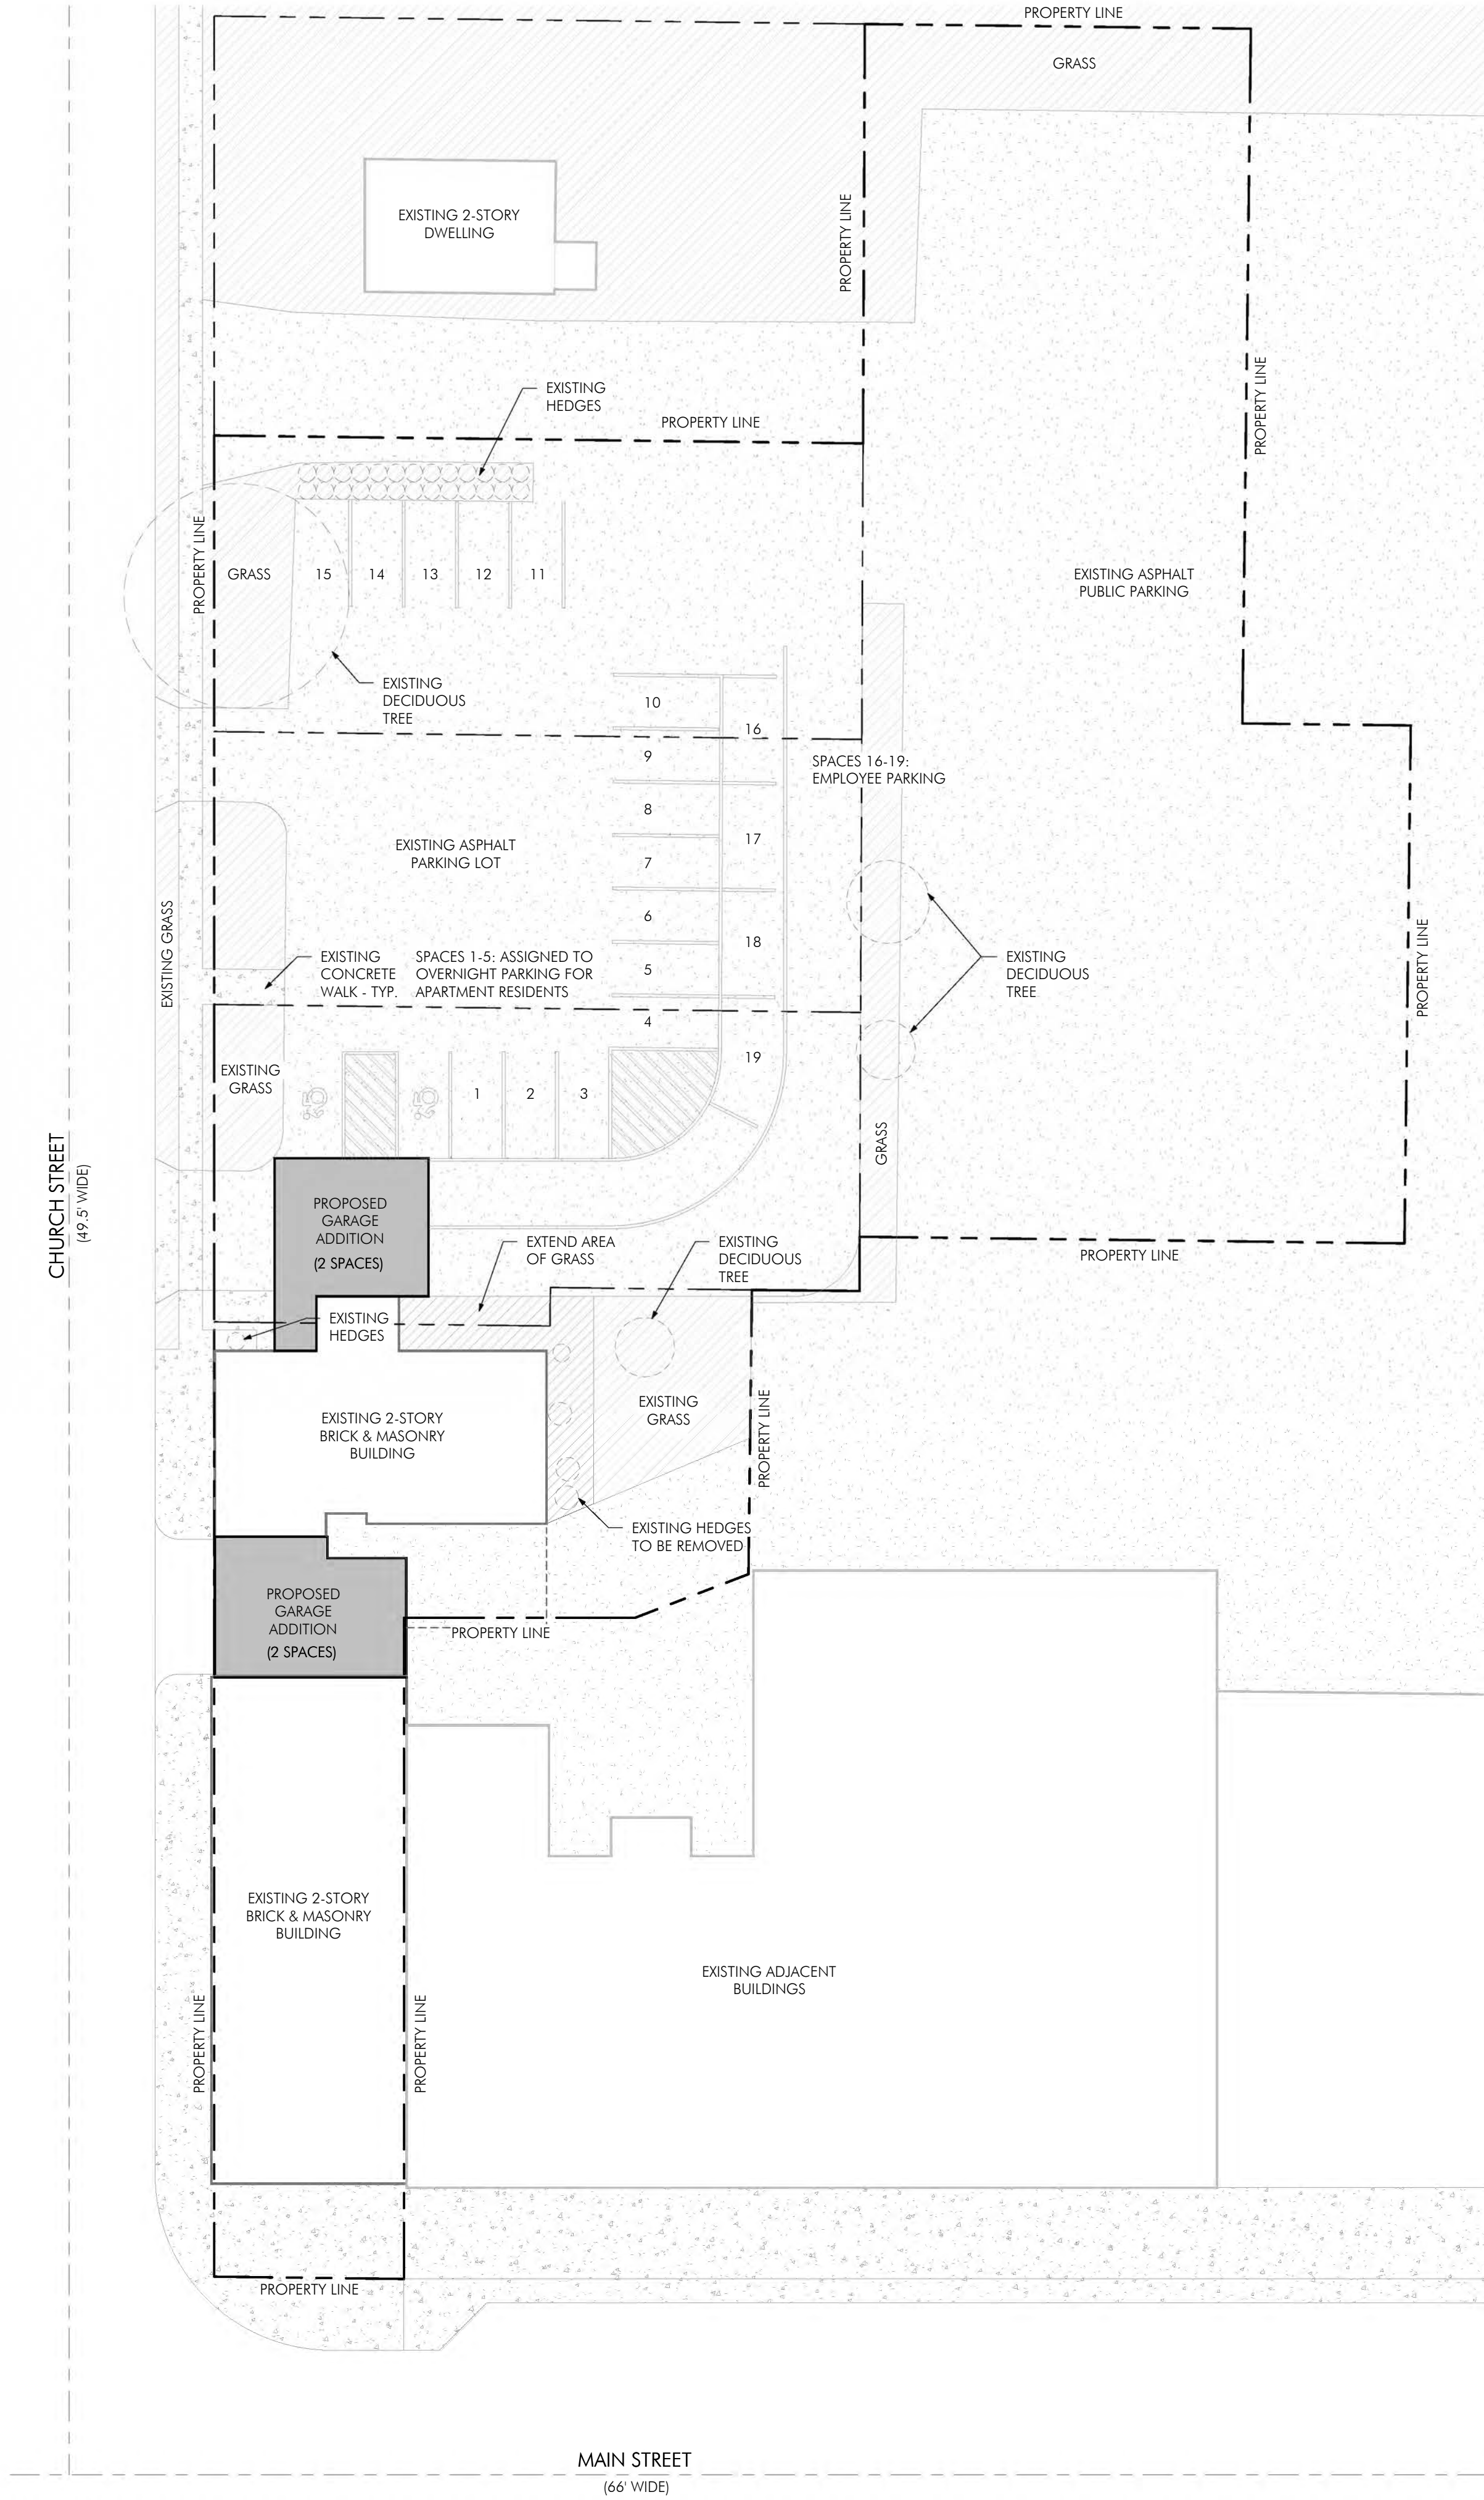 PROPERTY LINE
GRASS
EXISTING 2-STORY
DWELLING
PROPERTY LINE
PROPERTY LINE
EXISTING
HEDGES
PROPERTY LINE
PROPERTY LINE
GRASS
15
14
13
12
11
EXISTING ASPHALT
PUBLIC PARKING
EXISTING
DECIDUOUS
TREE
10
16
9
SPACES 16-19:
EMPLOYEE PARKING
8
17
EXISTING ASPHALT
PARKING LOT
7
6
18
EXISTING GRASS
EXISTING
CONCRETE
WALK - TYP.
SPACES 1-5: ASSIGNED TO
OVERNIGHT PARKING FOR
APARTMENT RESIDENTS
5
EXISTING
DECIDUOUS
TREE
PROPERTY LINE
4
19
EXISTING
GRASS
1
2
3
GRASS
CHURCH STREET
(49.5' WIDE)
PROPOSED
GARAGE
ADDITION
(2 SPACES)
EXTEND AREA
OF GRASS
EXISTING
DECIDUOUS
TREE
PROPERTY LINE
EXISTING
HEDGES
EXISTING 2-STORY
BRICK & MASONRY
BUILDING
EXISTING
GRASS
PROPERTY LINE
EXISTING HEDGES
TO BE REMOVED
PROPOSED
GARAGE
ADDITION
(2 SPACES)
PROPERTY LINE
EXISTING 2-STORY
BRICK & MASONRY
BUILDING
EXISTING ADJACENT
BUILDINGS
PROPERTY LINE
PROPERTY LINE
PROPERTY LINE
MAIN STREET
(66' WIDE)